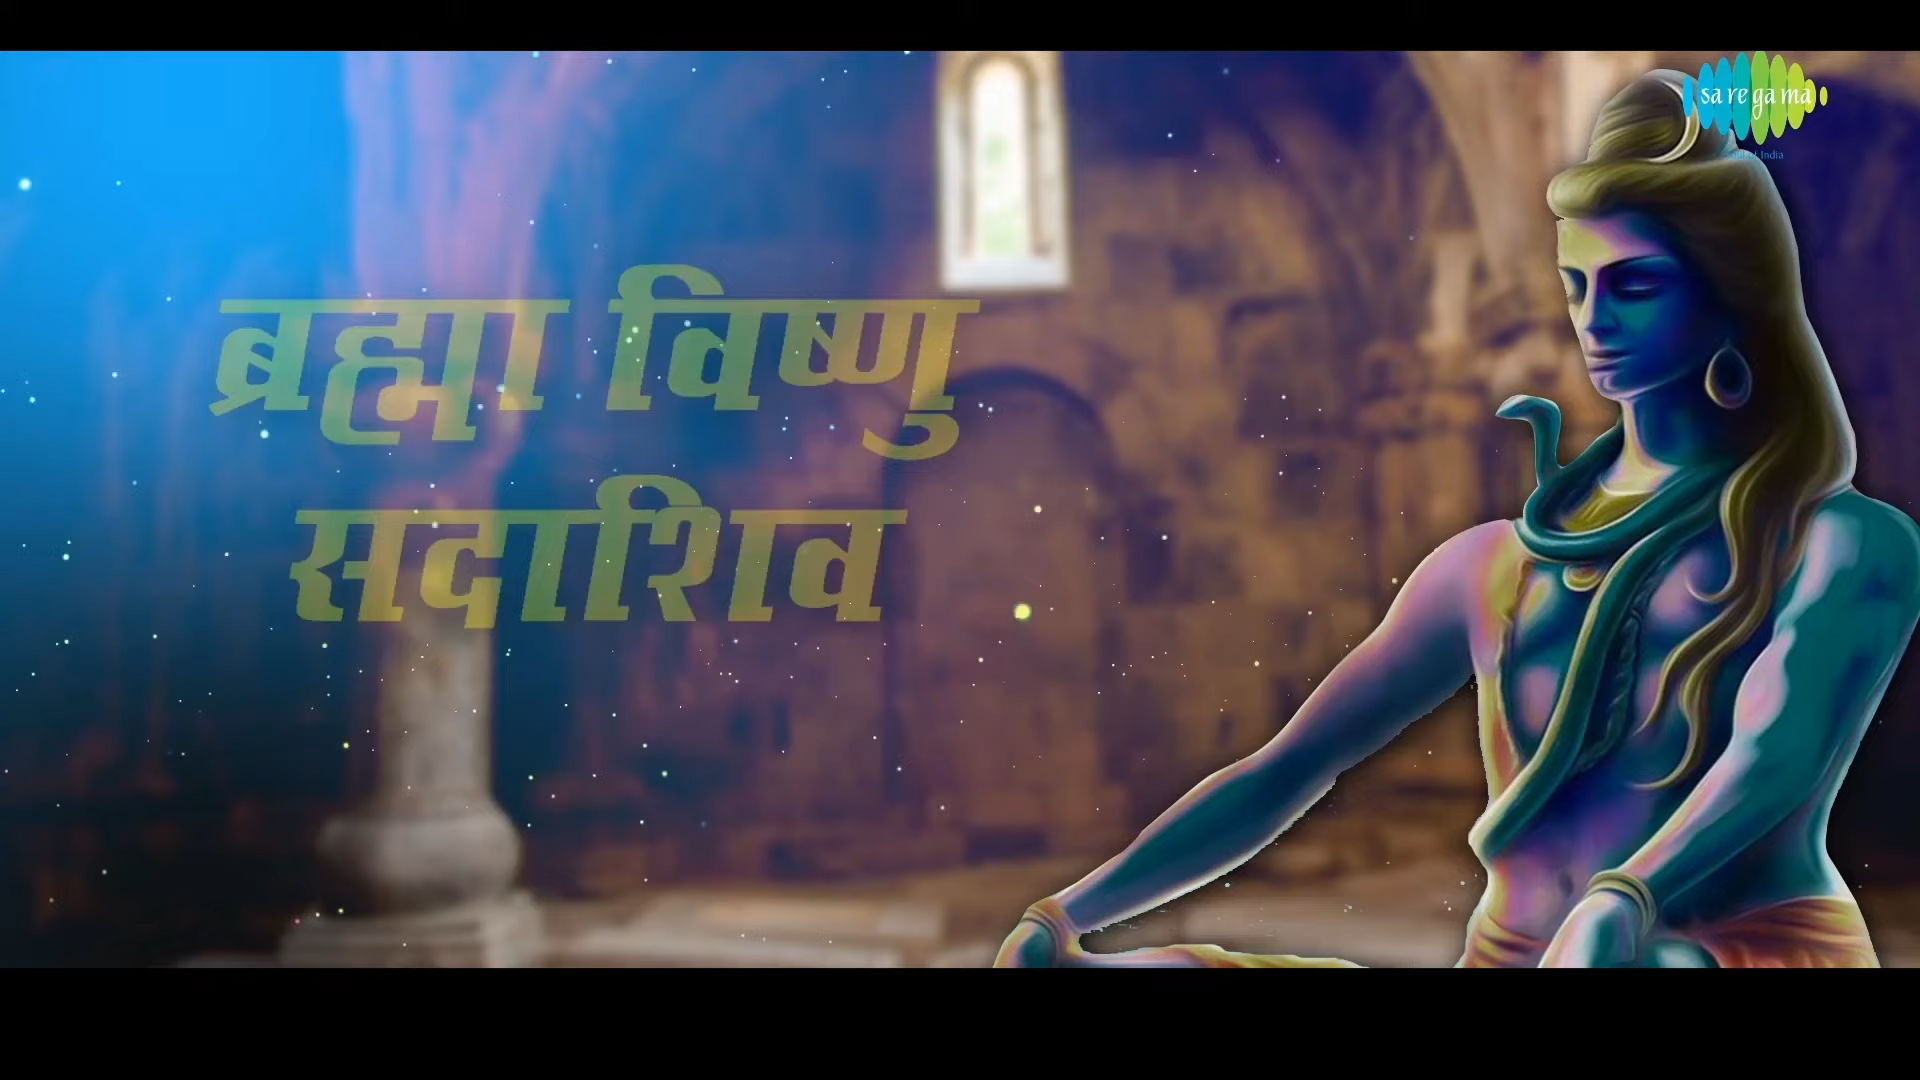 sa re ga ma
ब्रह्मा विष्णु
सदाशिव